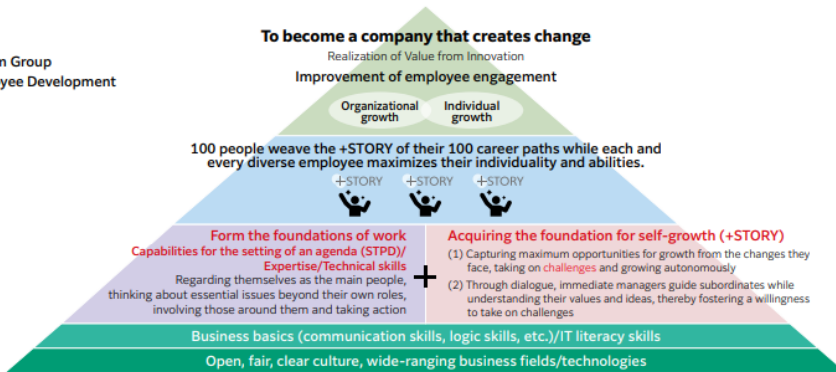 To become a company that creates change
Realization of Value from Innovation
Group
Employee Development
Improvement of employee engagement
Organizational growth
Individual growth
100 people weave the +STORY of their 100 career paths while each and
every diverse employee maximizes their individuality and abilities.
+STORY
+STORY
+STORY
Form the foundations of work
Capabilities for the setting of an agenda (STPD)/
Expertise/Technical skills
Regarding themselves as the main people,
thinking about essential issues beyond their own roles,
involving those around them and taking action
+
Acquiring the foundation for self-growth (+STORY)
(1) Capturing maximum opportunities for growth from the changes they
face, taking on challenges and growing autonomously
(2) Through dialogue, immediate managers guide subordinates while
understanding their values and ideas, thereby fostering a willingness
to take on challenges
Business basics (communication skills, logic skills, etc.)/IT literacy skills
Open, fair, clear culture, wide-ranging business fields/technologies